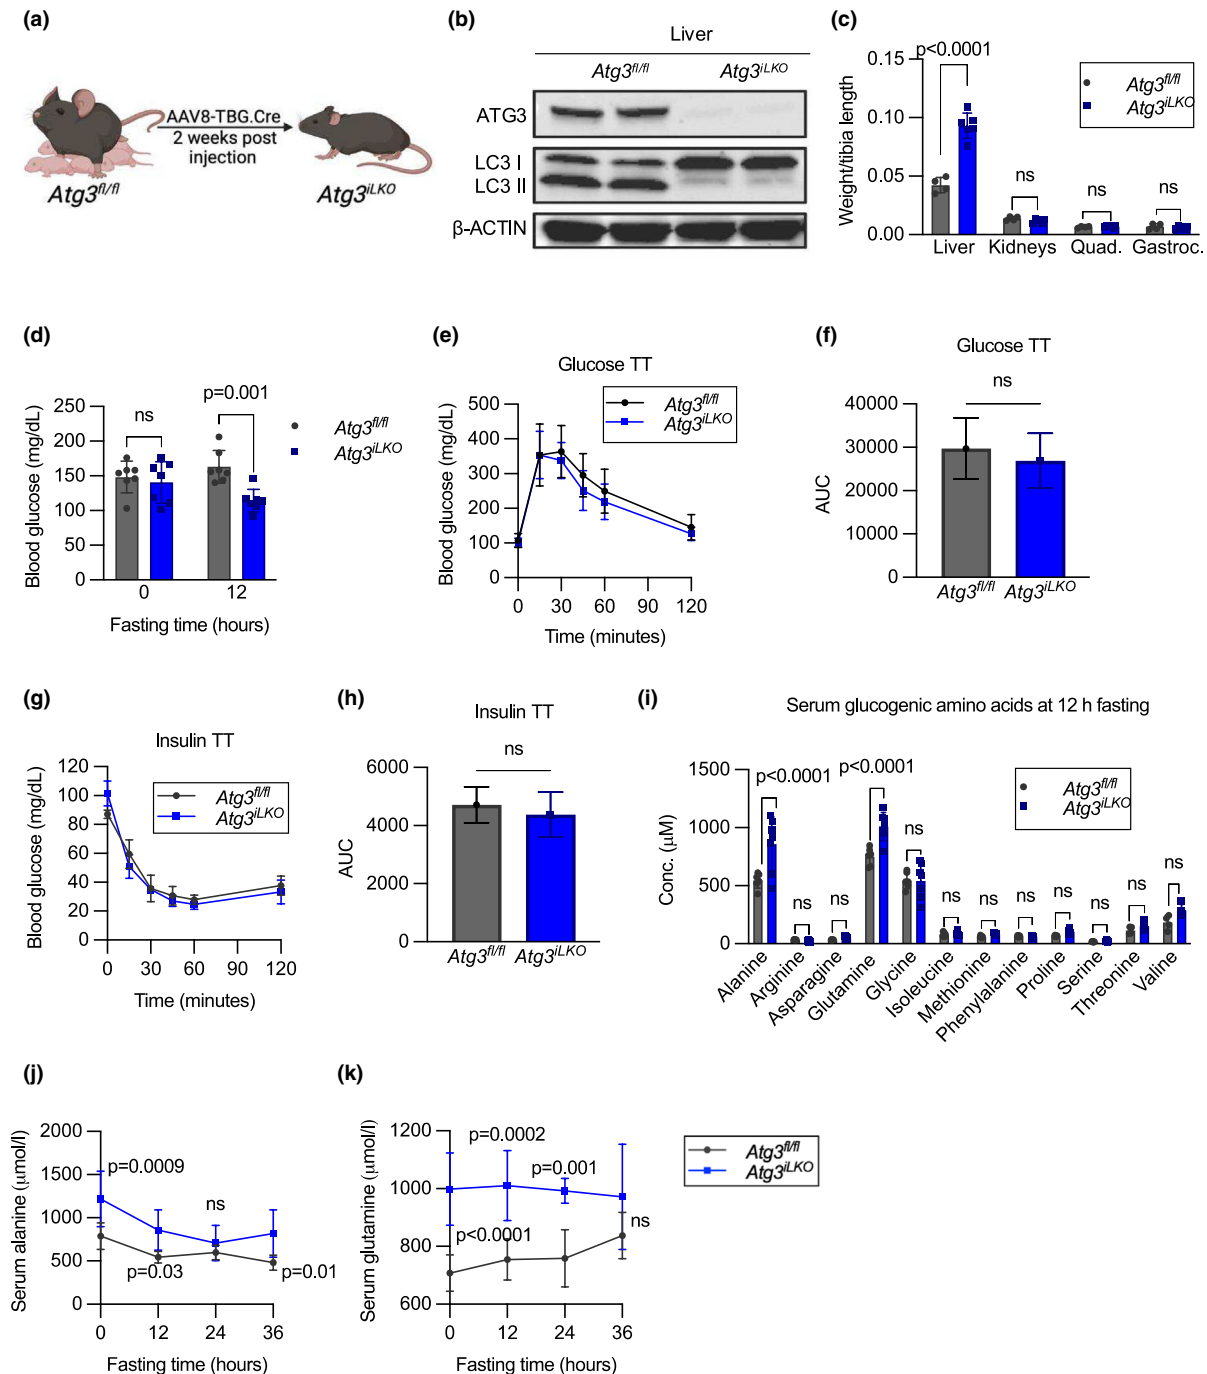 (a)
AAV8-TBG.Cre
2 weeks post
injection
Atg3fl/fl
Atg3iLKO
(b)
Liver
Atg3fl/fl
Atg3iLKO
ATG3
LC3 I
LC3 II
β-ACTIN
(c)
Weight/tibia length
0.15
0.10
0.05
0.00
p<0.0001
ns
ns
ns
Liver
Kidneys
Quad.
Gastroc.
Atg3fl/fl
Atg3iLKO
(d)
Blood glucose (mg/dL)
250
200
150
100
50
0
ns
p=0.001
Atg3fl/fl
Atg3iLKO
0
12
Fasting time (hours)
(e)
Glucose TT
Blood glucose (mg/dL)
500
400
300
200
100
0
Atg3fl/fl
Atg3iLKO
0 30 60 90 120
Time (minutes)
(f)
Glucose TT
ns
AUC
40000
30000
20000
10000
0
Atg3fl/fl
Atg3iLKO
(g)
Insulin TT
Blood glucose (mg/dL)
120
100
80
60
40
20
0
Atg3fl/fl
Atg3iLKO
0 30 60 90 120
Time (minutes)
(h)
Insulin TT
ns
AUC
6000
4000
2000
0
Atg3fl/fl
Atg3iLKO
(i)
Serum glucogenic amino acids at 12 h fasting
Conc. (μM)
1500
1000
500
0
p<0.0001
p<0.0001
ns
ns
ns
ns
ns
ns
ns
ns
ns
ns
Atg3fl/fl
Atg3iLKO
Alanine
Arginine
Asparagine
Glutamine
Glycine
Isoleucine
Methionine
Phenylalanine
Proline
Serine
Threonine
Valine
(j)
Serum alanine (μmol/l)
2000
1500
1000
500
0
p=0.0009
p=0.03
ns
p=0.01
0 12 24 36
Fasting time (hours)
(k)
Serum glutamine (μmol/l)
1200
1000
800
600
p=0.0002
p=0.001
p<0.0001
ns
0 12 24 36
Fasting time (hours)
Atg3fl/fl
Atg3iLKO